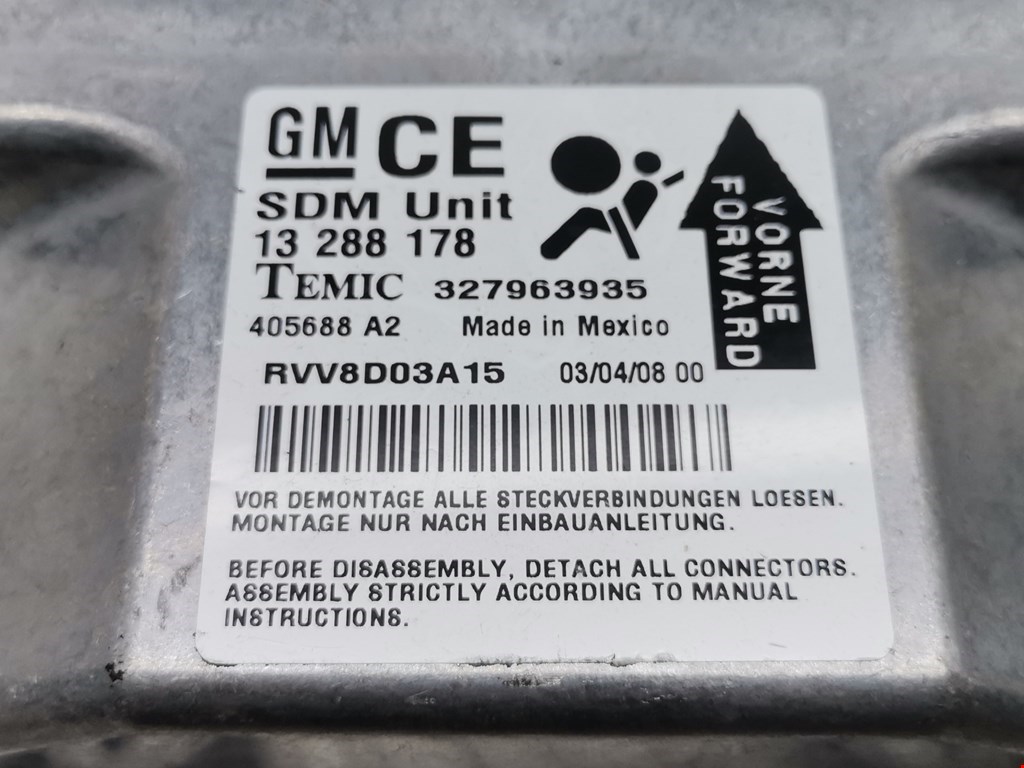 GM CE
SDM Unit
13 288 178
TEMIC 327963935
405688 A2 Made in Mexico
RVV8D03A15 03/04/08 00
VORNE
FORWARD
VOR DEMONTAGE ALLE STECKVERBINDUNGEN LOESEN.
MONTAGE NUR NACH EINBAUANLEITUNG.
BEFORE DISASSEMBLY, DETACH ALL CONNECTORS.
ASSEMBLY STRICTLY ACCORDING TO MANUAL
INSTRUCTIONS.